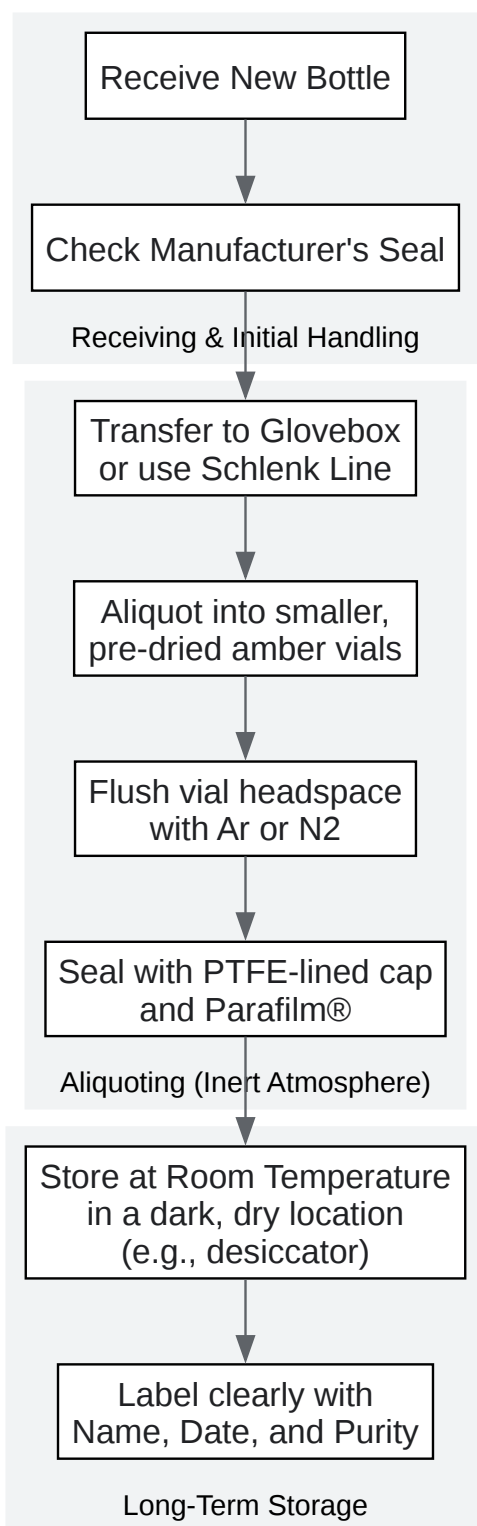 Receive New Bottle
Check Manufacturer's Seal
Receiving & Initial Handling
Transfer to Glovebox
or use Schlenk Line
Aliquot into smaller,
pre-dried amber vials
Flush vial headspace
with Ar or N2
Seal with PTFE-lined cap
and Parafilm®
Aliquoting (Inert Atmosphere)
Store at Room Temperature
in a dark, dry location
(e.g., desiccator)
Label clearly with
Name, Date, and Purity
Long-Term Storage